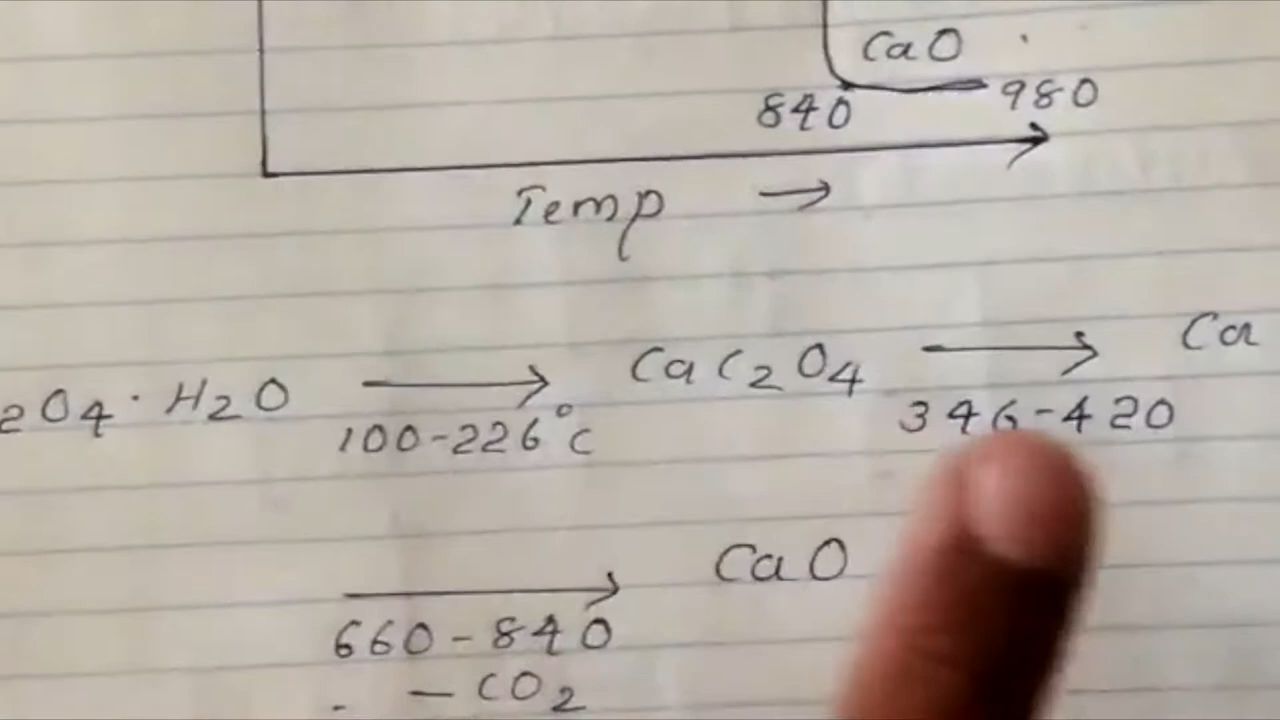 CaO
840 980
Temp →
2O4·H2O → CaC2O4 → Ca
100-226°C 346-420
→ CaO
660-840
- CO2